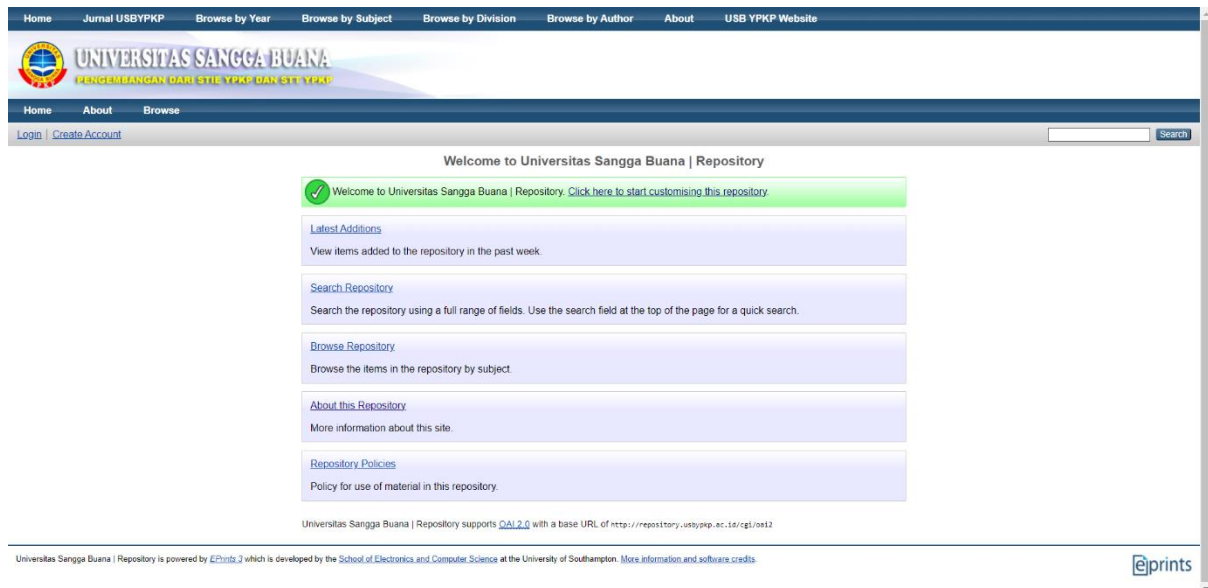 Home Jurnal USBYPKP Browse by Year Browse by Subject Browse by Division Browse by Author About USB YPKP Website
UNIVERSITAS SANGGA BUANA
PENGEMBANGAN DARI STIE YPKP DAN STT YPKP
Home About Browse
Login | Create Account Search
Welcome to Universitas Sangga Buana | Repository
Welcome to Universitas Sangga Buana | Repository. Click here to start customising this repository.
Latest Additions
View items added to the repository in the past week.
Search Repository
Search the repository using a full range of fields. Use the search field at the top of the page for a quick search.
Browse Repository
Browse the items in the repository by subject.
About this Repository
More information about this site.
Repository Policies
Policy for use of material in this repository.
Universitas Sangga Buana | Repository supports OAI 2.0 with a base URL of http://repository.usbypkp.ac.id/cgi/oai2
Universitas Sangga Buana | Repository is powered by EPrints 3 which is developed by the School of Electronics and Computer Science at the University of Southampton. More information and software credits.
eprints